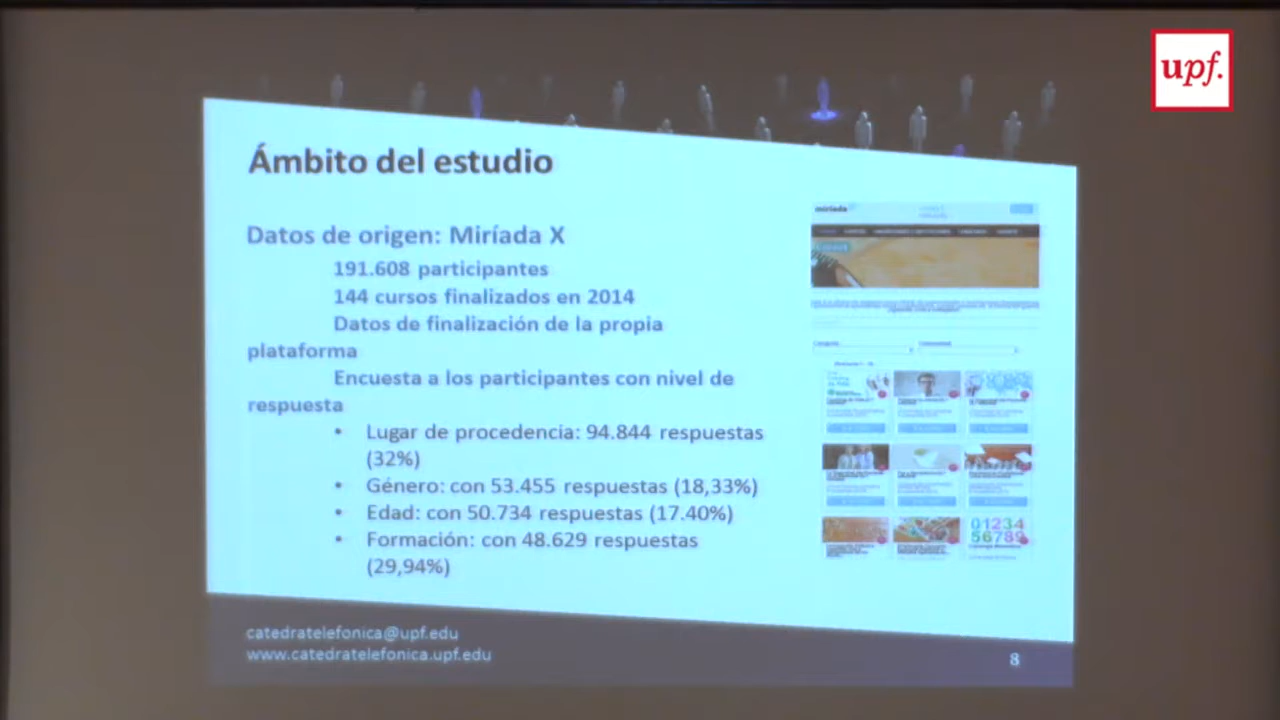 upf.
Ámbito del estudio
Datos de origen: Miríada X
191.608 participantes
144 cursos finalizados en 2014
Datos de finalización de la propia
plataforma
Encuesta a los participantes con nivel de
respuesta
• Lugar de procedencia: 94.844 respuestas
(32%)
• Género: con 53.455 respuestas (18,33%)
• Edad: con 50.734 respuestas (17.40%)
• Formación: con 48.629 respuestas
(29,94%)
miríada
01234
56789
catedratelefonica@upf.edu
www.catedratelefonica.upf.edu
8